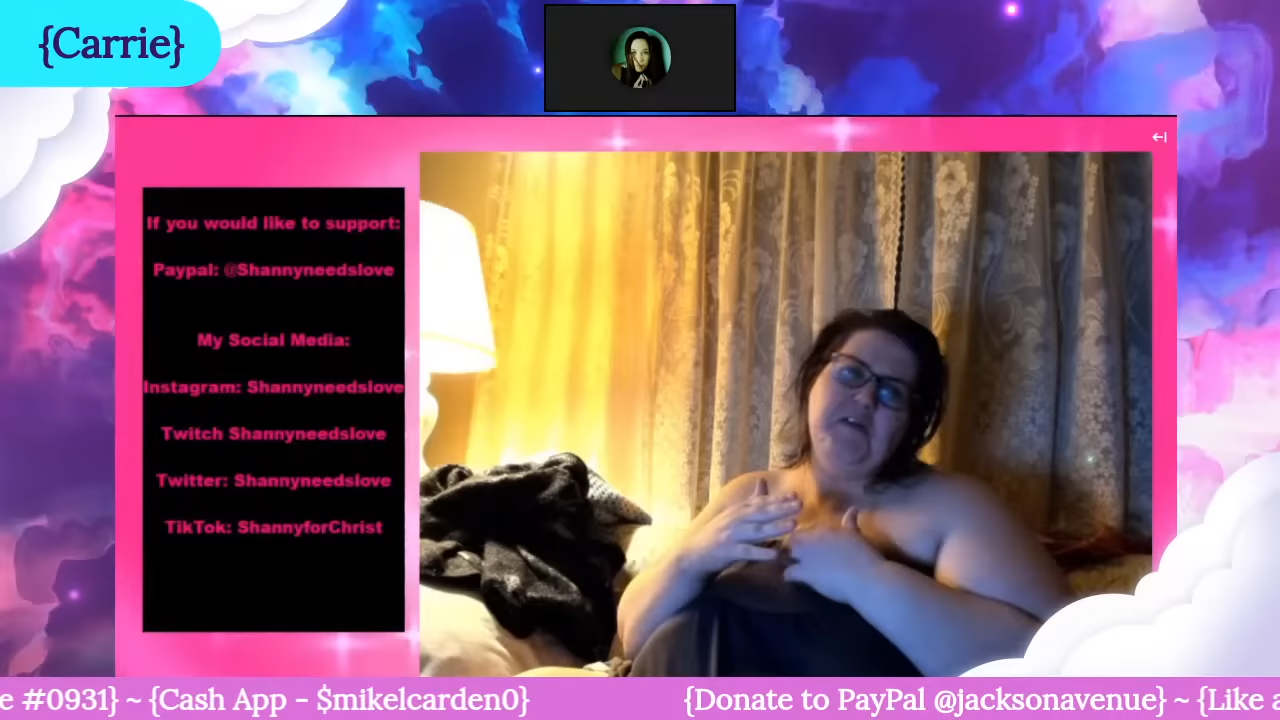 {Carrie}
If you would like to support:
Paypal: @Shannyneedslove
My Social Media:
Instagram: Shannyneedslove
Twitch Shannyneedslove
Twitter: Shannyneedslove
TikTok: ShannyforChrist
e #0931} ~ {Cash App - $mikelcarden0} {Donate to PayPal @jacksonavenue} ~ {Like a